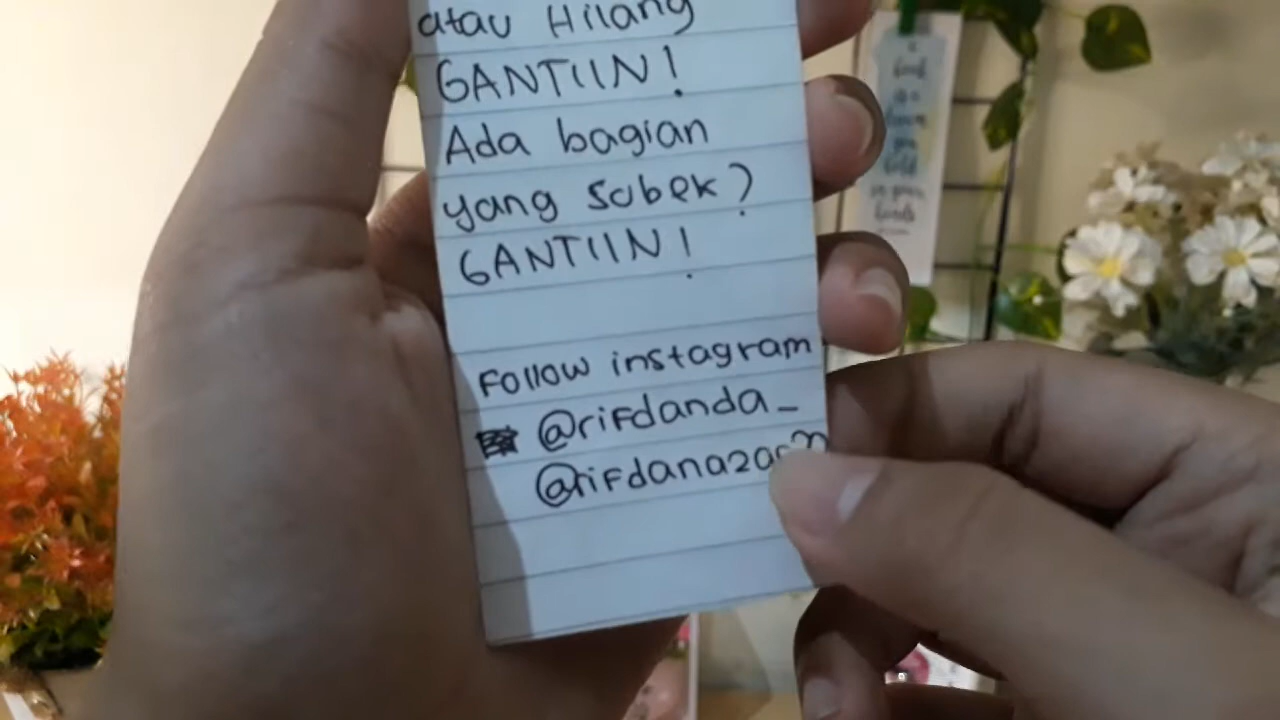 atau Hilang
GANTIIN!
Ada bagian
yang sobek?
GANTIIN!
Follow instagram
@rifdanda_